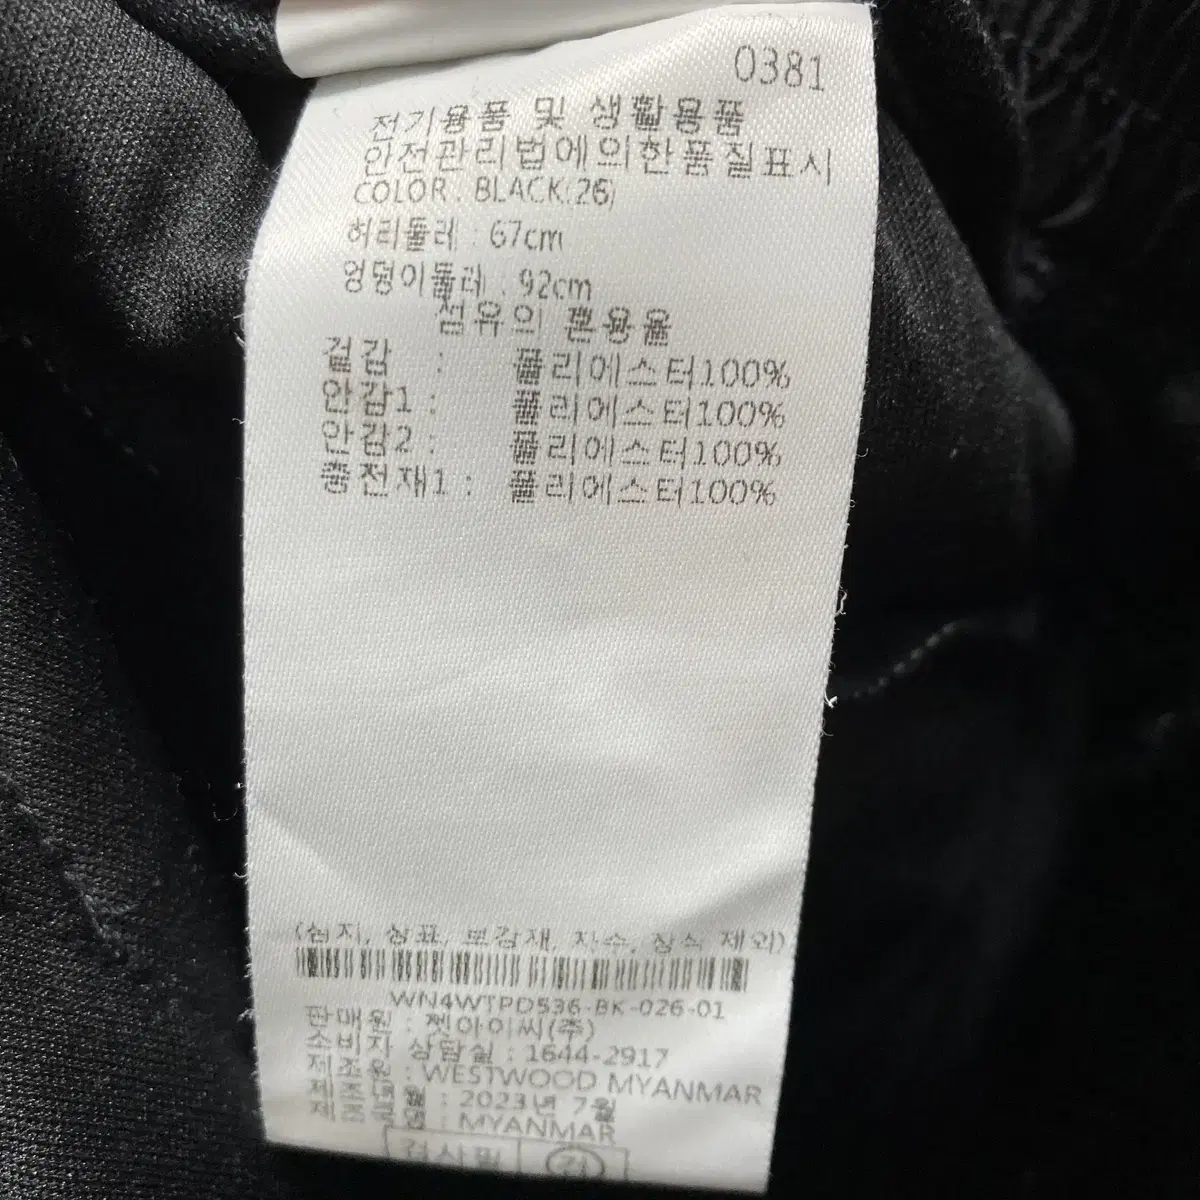 0381
전기용품 및 생활용품
안전관리법에의한품질표시
COLOR : BLACK(26)
허리둘레 : 67cm
엉덩이둘레 : 92cm
섬유의 혼용율
겉감 : 폴리에스터100%
안감1 : 폴리에스터100%
안감2 : 폴리에스터100%
충전재1 : 폴리에스터100%
(심지, 상표, 보강재, 자수, 장식 제외)
WN4WTPD536-BK-026-01
판매원 : 젯아이씨(주)
소비자 상담실 : 1644-2917
제조원 : WESTWOOD MYANMAR
제조년월 : 2023년 7월
제조국명 : MYANMAR
검사필 검